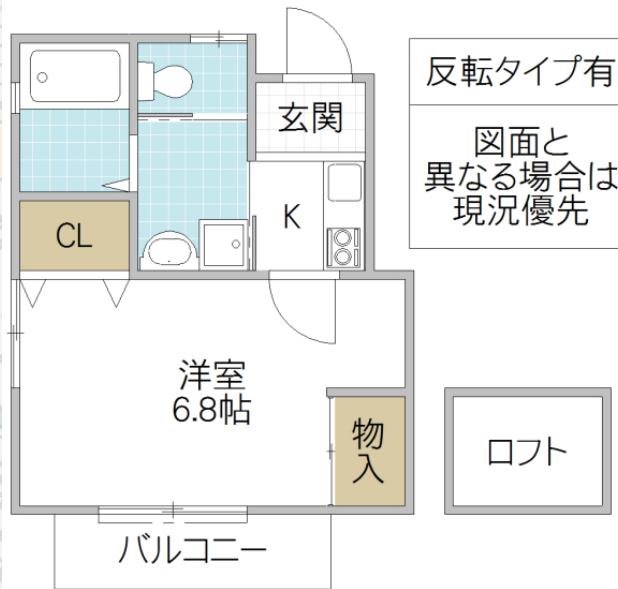 反転タイプ有
図面と
異なる場合は
現況優先
玄関
K
CL
洋室
6.8帖
物
入
ロフト
バルコニー